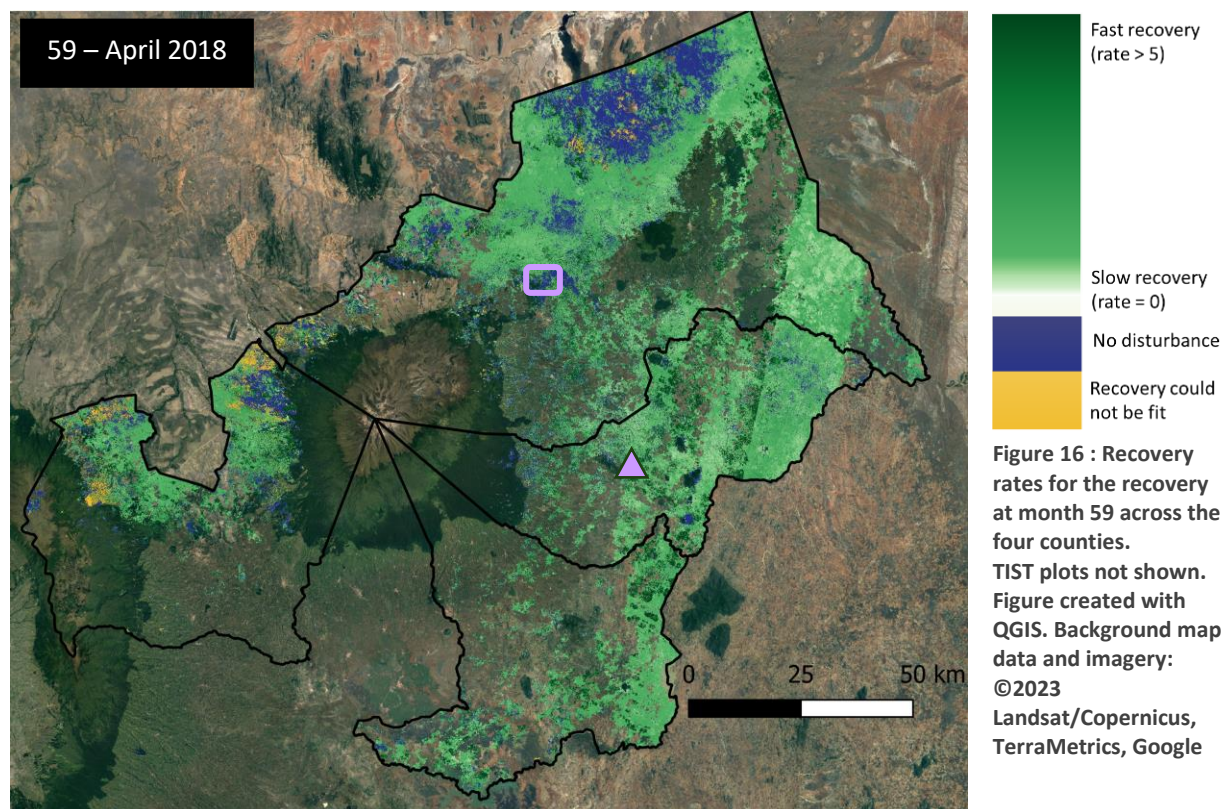 59 – April 2018
Fast recovery
(rate > 5)
Slow recovery
(rate = 0)
No disturbance
Recovery could
not be fit
0 25 50 km
Figure 16 : Recovery
rates for the recovery
at month 59 across the
four counties.
TIST plots not shown.
Figure created with
QGIS. Background map
data and imagery:
©2023
Landsat/Copernicus,
TerraMetrics, Google